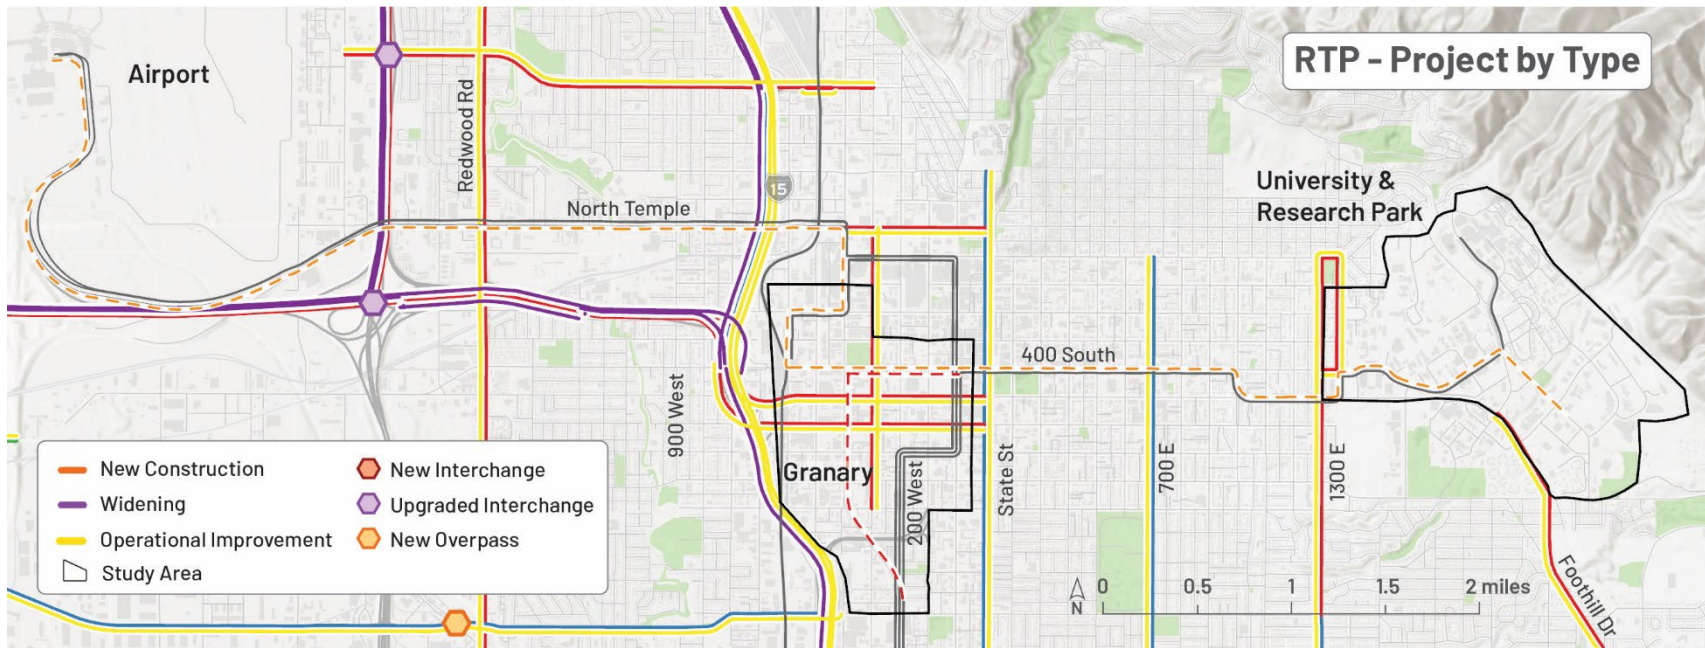 RTP - Project by Type
Airport
Redwood Rd
15
North Temple
University &
Research Park
400 South
900 West
Granary
200 West
State St
700 E
1300 E
Foothill Dr
New Construction
Widening
Operational Improvement
Study Area
New Interchange
Upgraded Interchange
New Overpass
N
0 0.5 1 1.5 2 miles